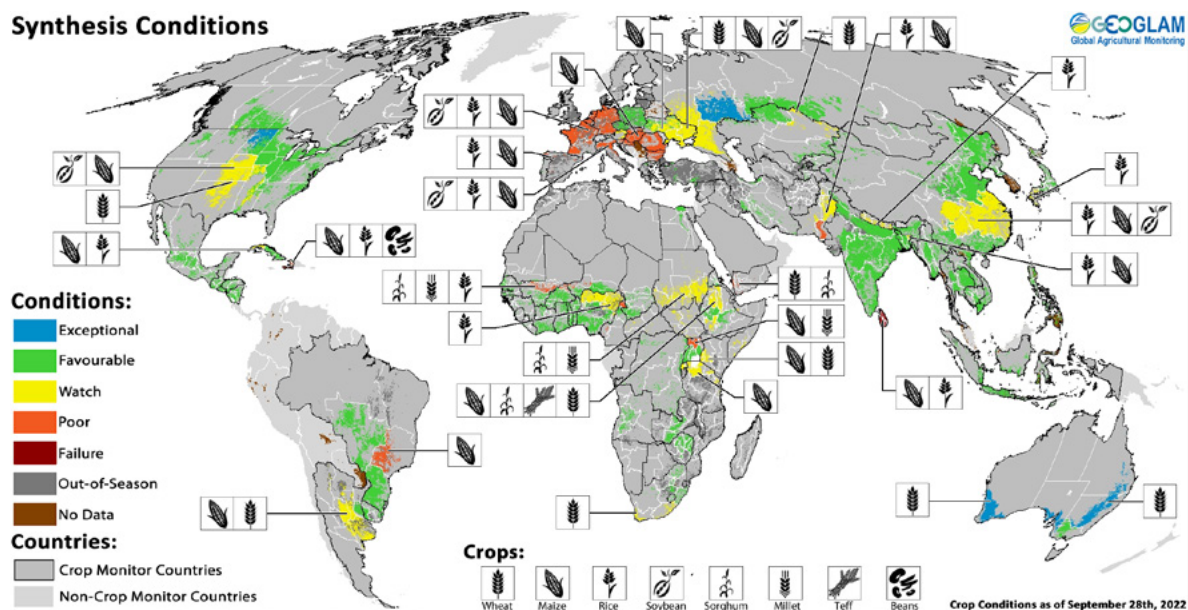 Synthesis Conditions
GEOGLAM
Global Agricultural Monitoring
Conditions:
Exceptional
Favourable
Watch
Poor
Failure
Out-of-Season
No Data
Countries:
Crop Monitor Countries
Non-Crop Monitor Countries
Crops:
Wheat
Maize
Rice
Soybean
Sorghum
Millet
Teff
Beans
Crop Conditions as of September 28th, 2022